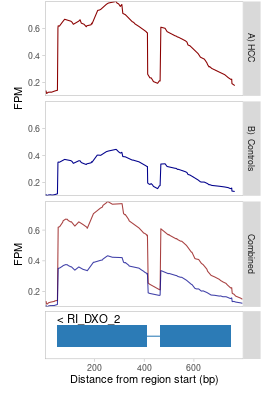 0.6
0.4
0.2
A) HCC
FPM
0.6
0.4
0.2
B) Controls
0.6
0.4
0.2
FPM
Combined
< RI_DXO_2
200
400
600
Distance from region start (bp)